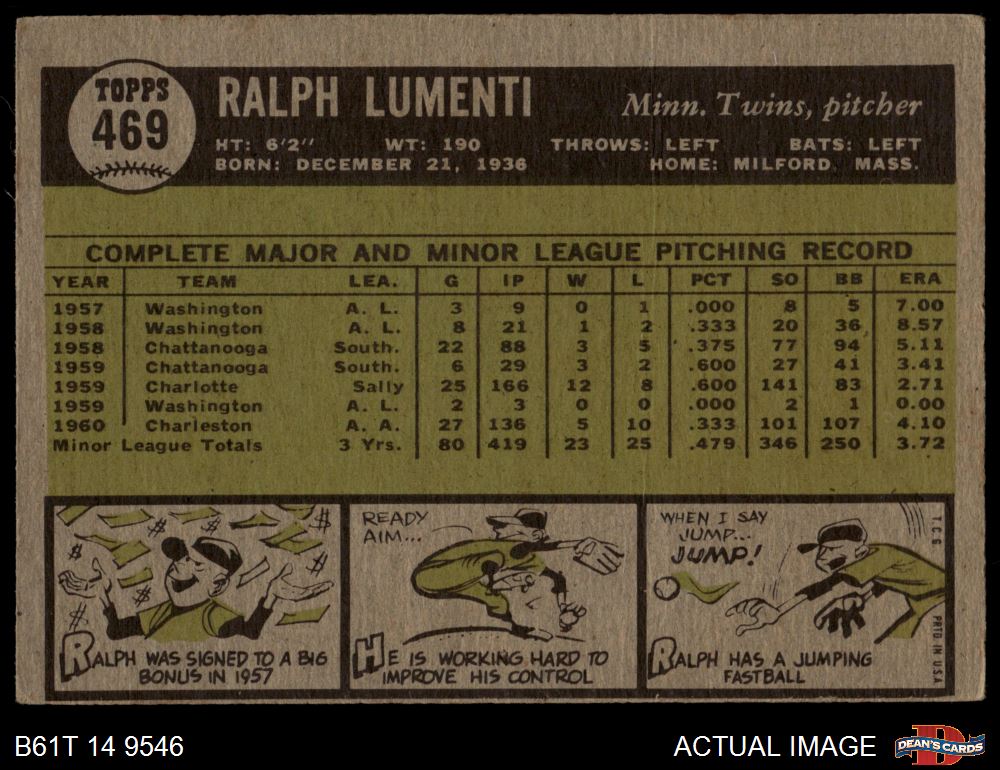 TOPPS
469
RALPH LUMENTI
Minn. Twins, pitcher
HT: 6'2" WT: 190 THROWS: LEFT BATS: LEFT
BORN: DECEMBER 21, 1936 HOME: MILFORD, MASS.
COMPLETE MAJOR AND MINOR LEAGUE PITCHING RECORD
YEAR TEAM LEA. G IP W L PCT SO BB ERA
1957 Washington A. L. 3 9 0 1 .000 8 5 7.00
1958 Washington A. L. 8 21 1 2 .333 20 36 8.57
1958 Chattanooga South. 22 88 3 5 .375 77 94 5.11
1959 Chattanooga South. 6 29 3 2 .600 27 41 3.41
1959 Charlotte Sally 25 166 12 8 .600 141 83 2.71
1959 Washington A. L. 2 3 0 0 .000 2 1 0.00
1960 Charleston A. A. 27 136 5 10 .333 101 107 4.10
Minor League Totals 3 Yrs. 80 419 23 25 .479 346 250 3.72
RALPH WAS SIGNED TO A BIG
BONUS IN 1957
READY
AIM...
HE IS WORKING HARD TO
IMPROVE HIS CONTROL
WHEN I SAY
JUMP...
JUMP!
RALPH HAS A JUMPING
FASTBALL
T.C.G.
PRTD. IN U.S.A.
B61T 14 9546
ACTUAL IMAGE
DEAN'S CARDS